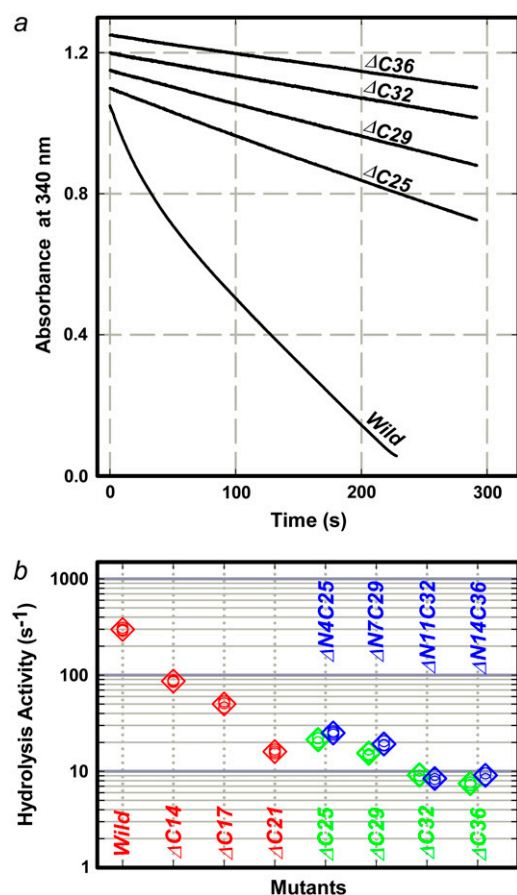 a
1.2
0.8
0.4
0.0
Absorbance at 340 nm
ΔC36
ΔC32
ΔC29
ΔC25
Wild
0 100 200 300
Time (s)
b
1000
100
10
1
Hydrolysis Activity (s⁻¹)
ΔN4C25
ΔN7C29
ΔN11C32
ΔN14C36
Wild
ΔC14
ΔC17
ΔC21
ΔC25
ΔC29
ΔC32
ΔC36
Mutants